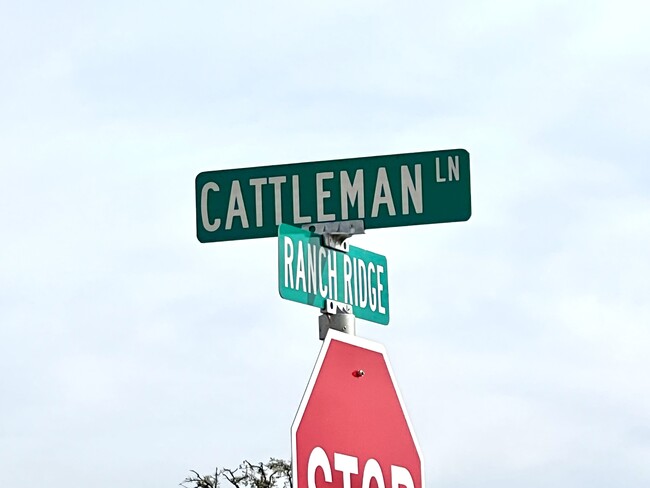 CATTLEMAN LN
RANCH RIDGE
STOP